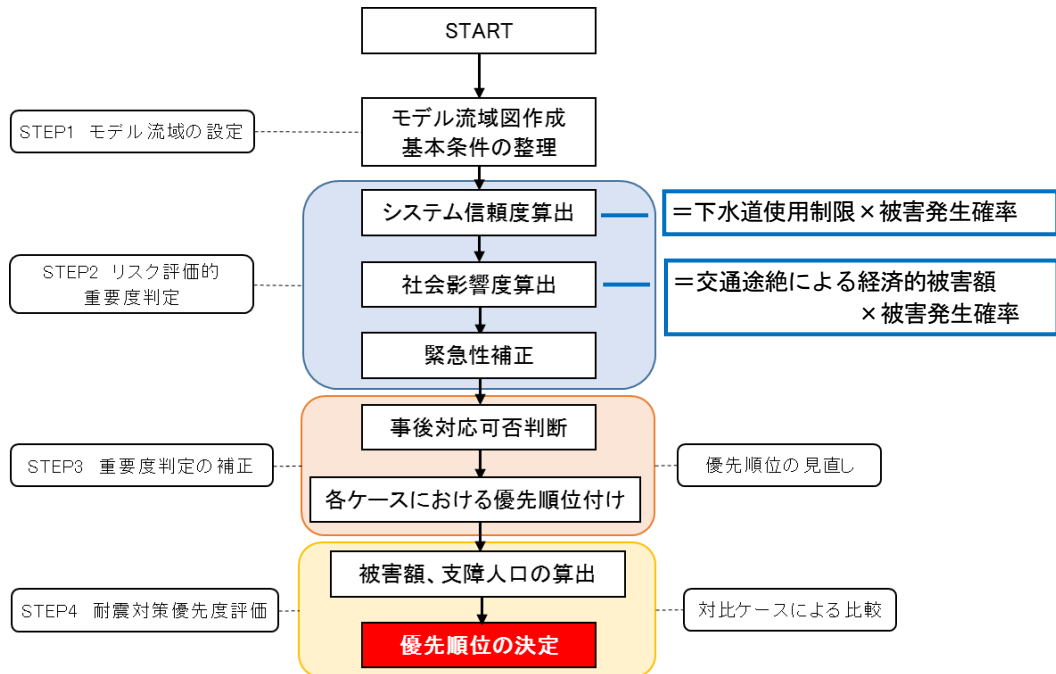 START
STEP1 モデル流域の設定
モデル流域図作成
基本条件の整理
システム信頼度算出
=下水道使用制限×被害発生確率
STEP2 リスク評価的
重要度判定
社会影響度算出
=交通途絶による経済的被害額
×被害発生確率
緊急性補正
事後対応可否判断
STEP3 重要度判定の補正
優先順位の見直し
各ケースにおける優先順位付け
被害額、支障人口の算出
STEP4 耐震対策優先度評価
対比ケースによる比較
優先順位の決定